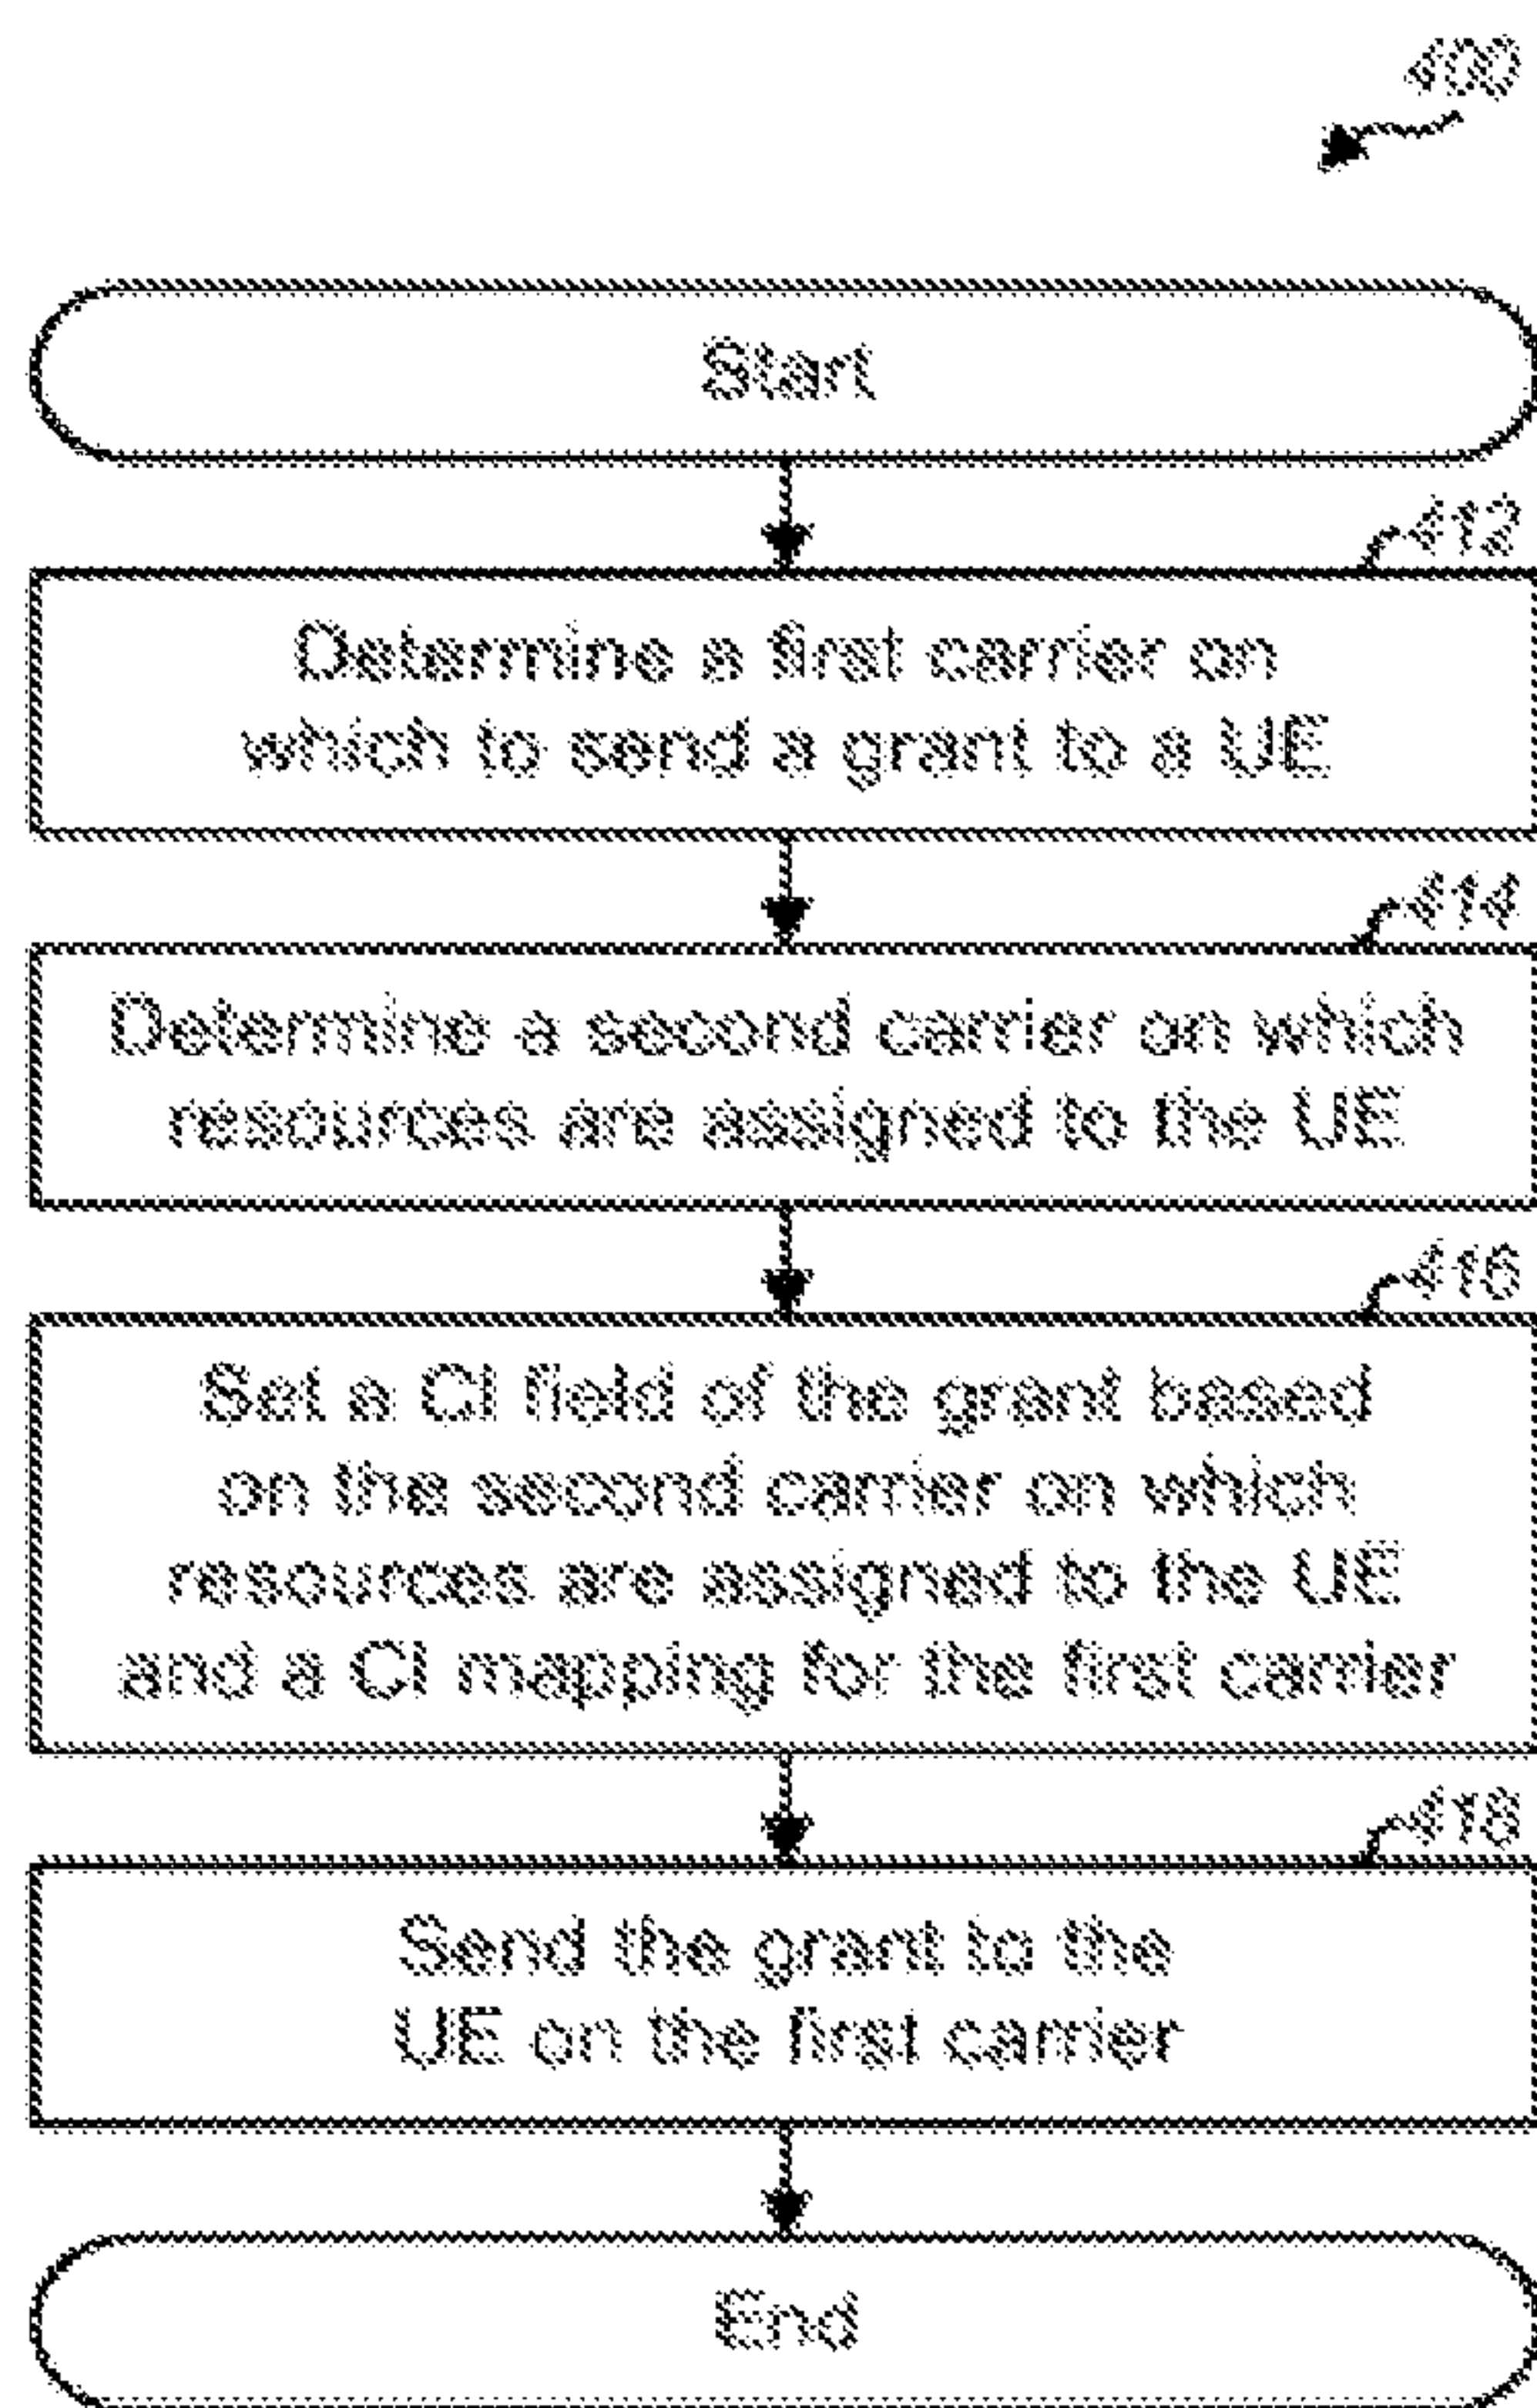 400
Start
412
Determine a first carrier on
which to send a grant to a UE
414
Determine a second carrier on which
resources are assigned to the UE
416
Set a CI field of the grant based
on the second carrier on which
resources are assigned to the UE
and a CI mapping for the first carrier
418
Send the grant to the
UE on the first carrier
End